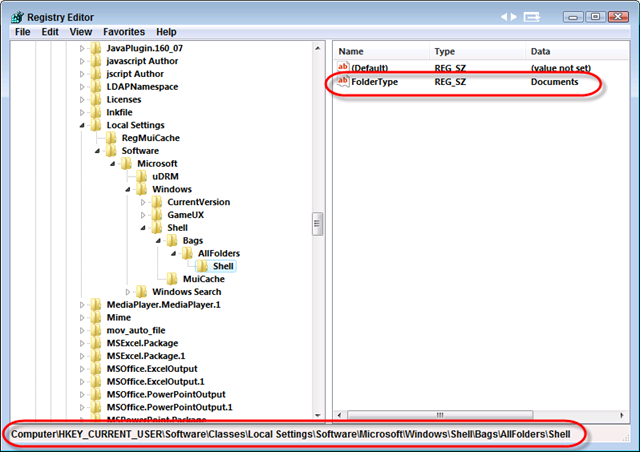 Registry Editor
File Edit View Favorites Help
JavaPlugin.160_07
javascript Author
jscript Author
LDAPNamespace
Licenses
lnkfile
Local Settings
RegMuiCache
Software
Microsoft
uDRM
Windows
CurrentVersion
GameUX
Shell
Bags
AllFolders
Shell
MuiCache
Windows Search
MediaPlayer.MediaPlayer.1
Mime
mov_auto_file
MSExcel.Package
MSExcel.Package.1
MSOffice.ExcelOutput
MSOffice.ExcelOutput.1
MSOffice.PowerPointOutput
MSOffice.PowerPointOutput.1
MSPowerPoint.Package
Name Type Data
ab (Default) REG_SZ (value not set)
ab FolderType REG_SZ Documents
Computer\HKEY_CURRENT_USER\Software\Classes\Local Settings\Software\Microsoft\Windows\Shell\Bags\AllFolders\Shell